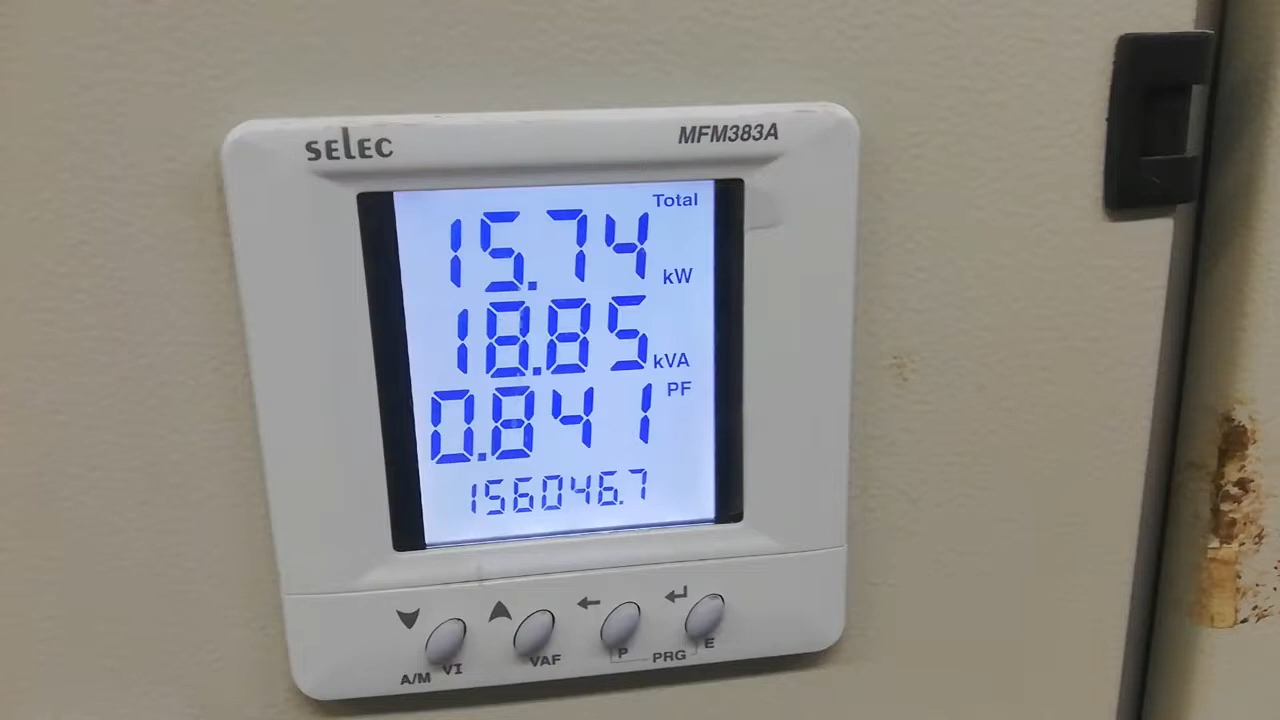 SELEC MFM383A
Total
15.74 kW
18.85 kVA
0.841 PF
156046.7
A/M VI VAF P PRG E